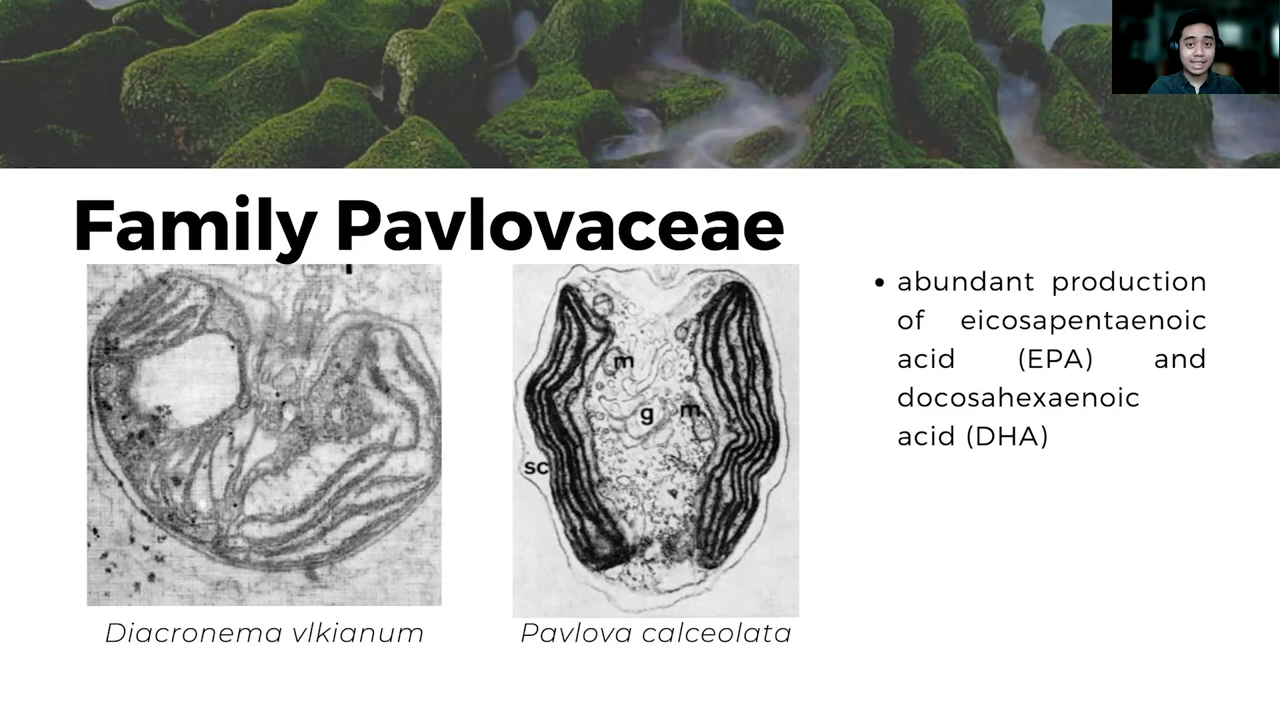 Family Pavlovaceae
m
g
m
sc
Diacronema vlkianum
Pavlova calceolata
• abundant production
of eicosapentaenoic
acid (EPA) and
docosahexaenoic
acid (DHA)